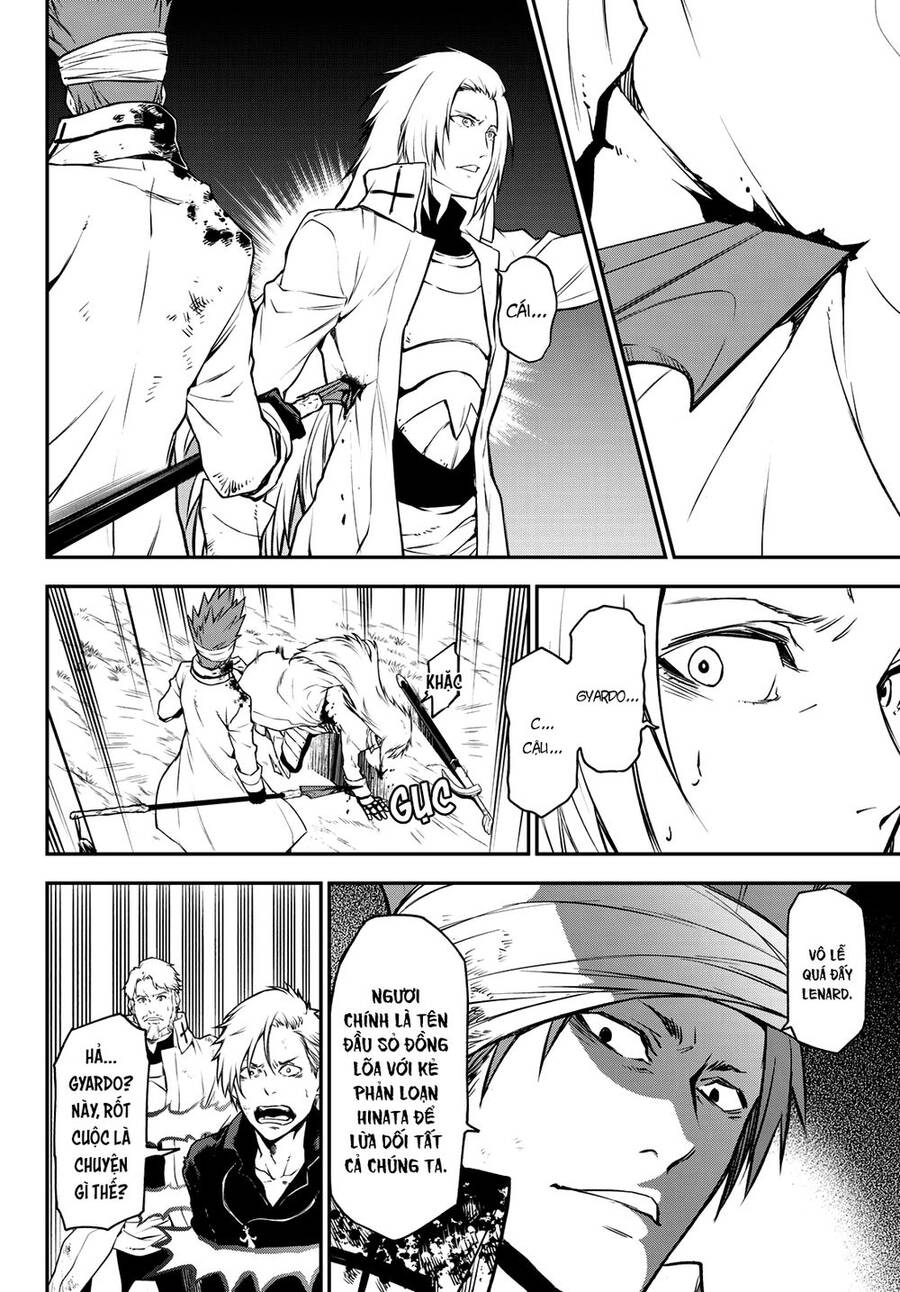 CÁI...
GYARDO...
C...
CẬU...
KHẶC
GỤC
VÔ LỄ
QUÁ ĐẤY
LENARD.
NGƯƠI
CHÍNH LÀ TÊN
ĐẦU SỎ ĐỒNG
LÕA VỚI KẺ
PHẢN LOẠN
HINATA ĐỂ
LỪA DỐI TẤT
CẢ CHÚNG TA.
HẢ...
GYARDO?
NÀY, RỐT
CUỘC LÀ
CHUYỆN
GÌ THẾ?